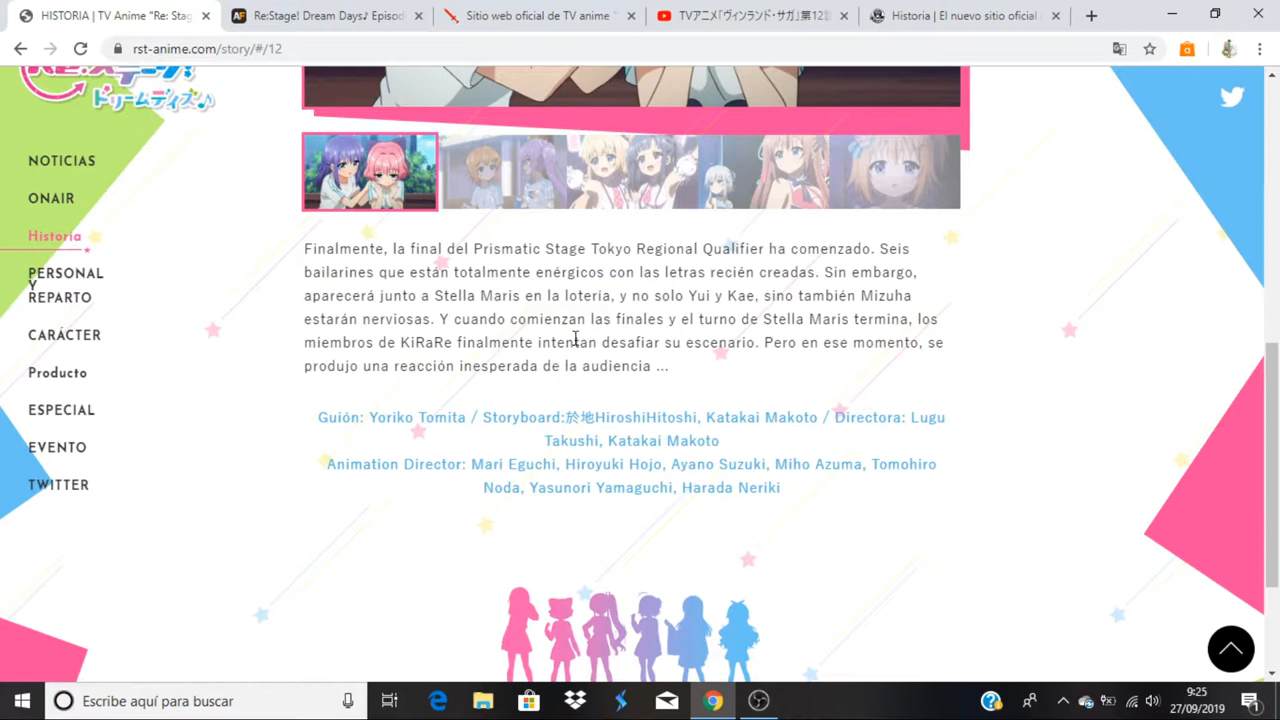 HISTORIA | TV Anime "Re: Stag
Re:Stage! Dream Days♪ Episod
Sitio web oficial de TV anime "
TVアニメ「ヴィンランド・サガ」第12話
Historia | El nuevo sitio oficial d
rst-anime.com/story/#/12
RE:ステージ!
ドリームデイズ♪
NOTICIAS
ONAIR
Historia
PERSONAL
Y
REPARTO
CARÁCTER
Producto
ESPECIAL
EVENTO
TWITTER
Finalmente, la final del Prismatic Stage Tokyo Regional Qualifier ha comenzado. Seis
bailarines que están totalmente enérgicos con las letras recién creadas. Sin embargo,
aparecerá junto a Stella Maris en la lotería, y no solo Yui y Kae, sino también Mizuha
estarán nerviosas. Y cuando comienzan las finales y el turno de Stella Maris termina, los
miembros de KiRaRe finalmente intentan desafiar su escenario. Pero en ese momento, se
produjo una reacción inesperada de la audiencia ...
Guión: Yoriko Tomita / Storyboard:於地HiroshiHitoshi, Katakai Makoto / Directora: Lugu
Takushi, Katakai Makoto
Animation Director: Mari Eguchi, Hiroyuki Hojo, Ayano Suzuki, Miho Azuma, Tomohiro
Noda, Yasunori Yamaguchi, Harada Neriki
Escribe aquí para buscar
9:25
27/09/2019
1